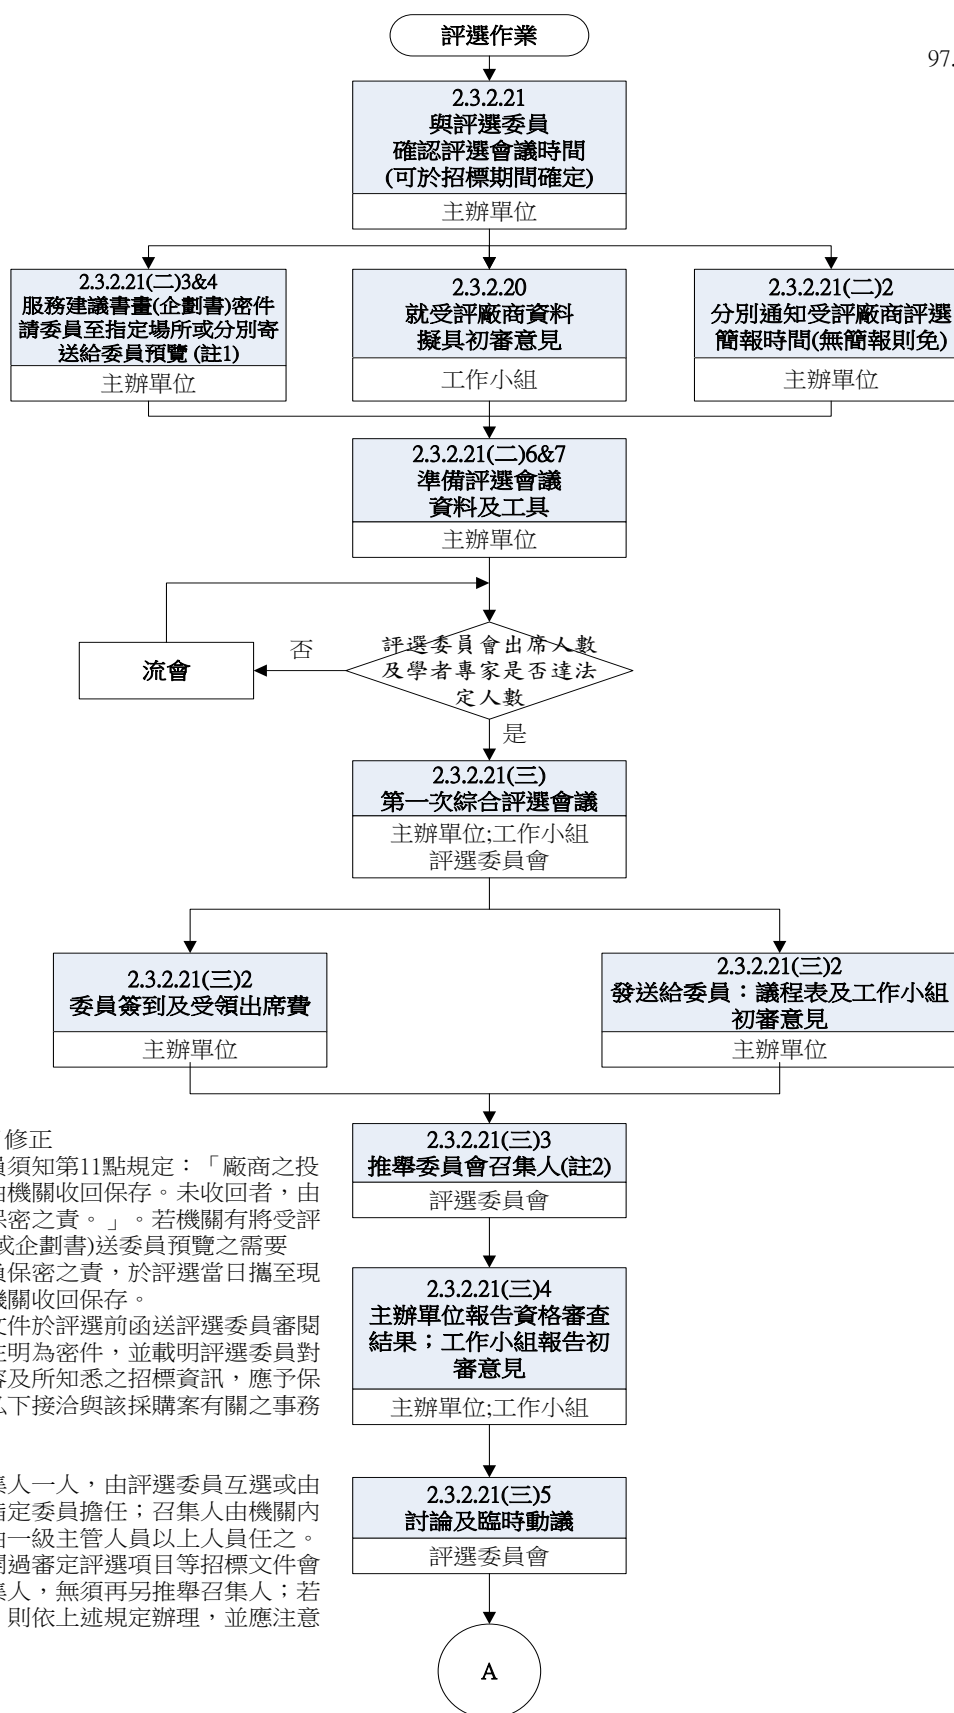 評選作業
97.
2.3.2.21
與評選委員
確認評選會議時間
(可於招標期間確定)
主辦單位
2.3.2.21(二)3&4
服務建議書畫(企劃書)密件
請委員至指定場所或分別寄
送給委員預覽 (註1)
主辦單位
2.3.2.20
就受評廠商資料
擬具初審意見
工作小組
2.3.2.21(二)2
分別通知受評廠商評選
簡報時間(無簡報則免)
主辦單位
2.3.2.21(二)6&7
準備評選會議
資料及工具
主辦單位
評選委員會出席人數
及學者專家是否達法
定人數
否
流會
是
2.3.2.21(三)
第一次綜合評選會議
主辦單位;工作小組
評選委員會
2.3.2.21(三)2
委員簽到及受領出席費
主辦單位
2.3.2.21(三)2
發送給委員：議程表及工作小組
初審意見
主辦單位
2.3.2.21(三)3
推舉委員會召集人(註2)
評選委員會
2.3.2.21(三)4
主辦單位報告資格審查
結果；工作小組報告初
審意見
主辦單位;工作小組
2.3.2.21(三)5
討論及臨時動議
評選委員會
A
修正
員須知第11點規定：「廠商之投
由機關收回保存。未收回者，由
保密之責。」。若機關有將受評
或企劃書)送委員預覽之需要
負保密之責，於評選當日攜至現
機關收回保存。
文件於評選前函送評選委員審閱
註明為密件，並載明評選委員對
容及所知悉之招標資訊，應予保
私下接洽與該採購案有關之事務
集人一人，由評選委員互選或由
指定委員擔任；召集人由機關內
由一級主管人員以上人員任之。
開過審定評選項目等招標文件會
集人，無須再另推舉召集人；若
則依上述規定辦理，並應注意